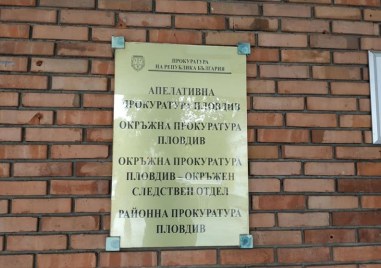 ПРОКУРАТУРА
НА РЕПУБЛИКА БЪЛГАРИЯ
АПЕЛАТИВНА
ПРОКУРАТУРА ПЛОВДИВ
ОКРЪЖНА ПРОКУРАТУРА
ПЛОВДИВ
ОКРЪЖНА ПРОКУРАТУРА
ПЛОВДИВ – ОКРЪЖЕН
СЛЕДСТВЕН ОТДЕЛ
РАЙОННА ПРОКУРАТУРА
ПЛОВДИВ